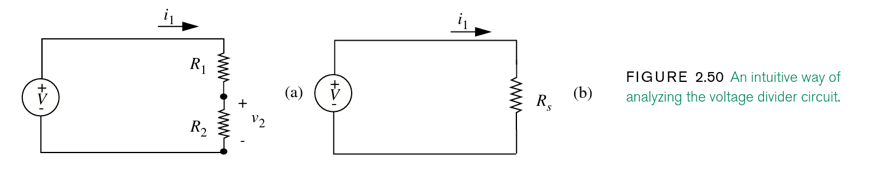 i1
R1
+
V
-
+
v2
-
R2
(a)
i1
+
V
-
Rs
(b)
FIGURE 2.50 An intuitive way of
analyzing the voltage divider circuit.